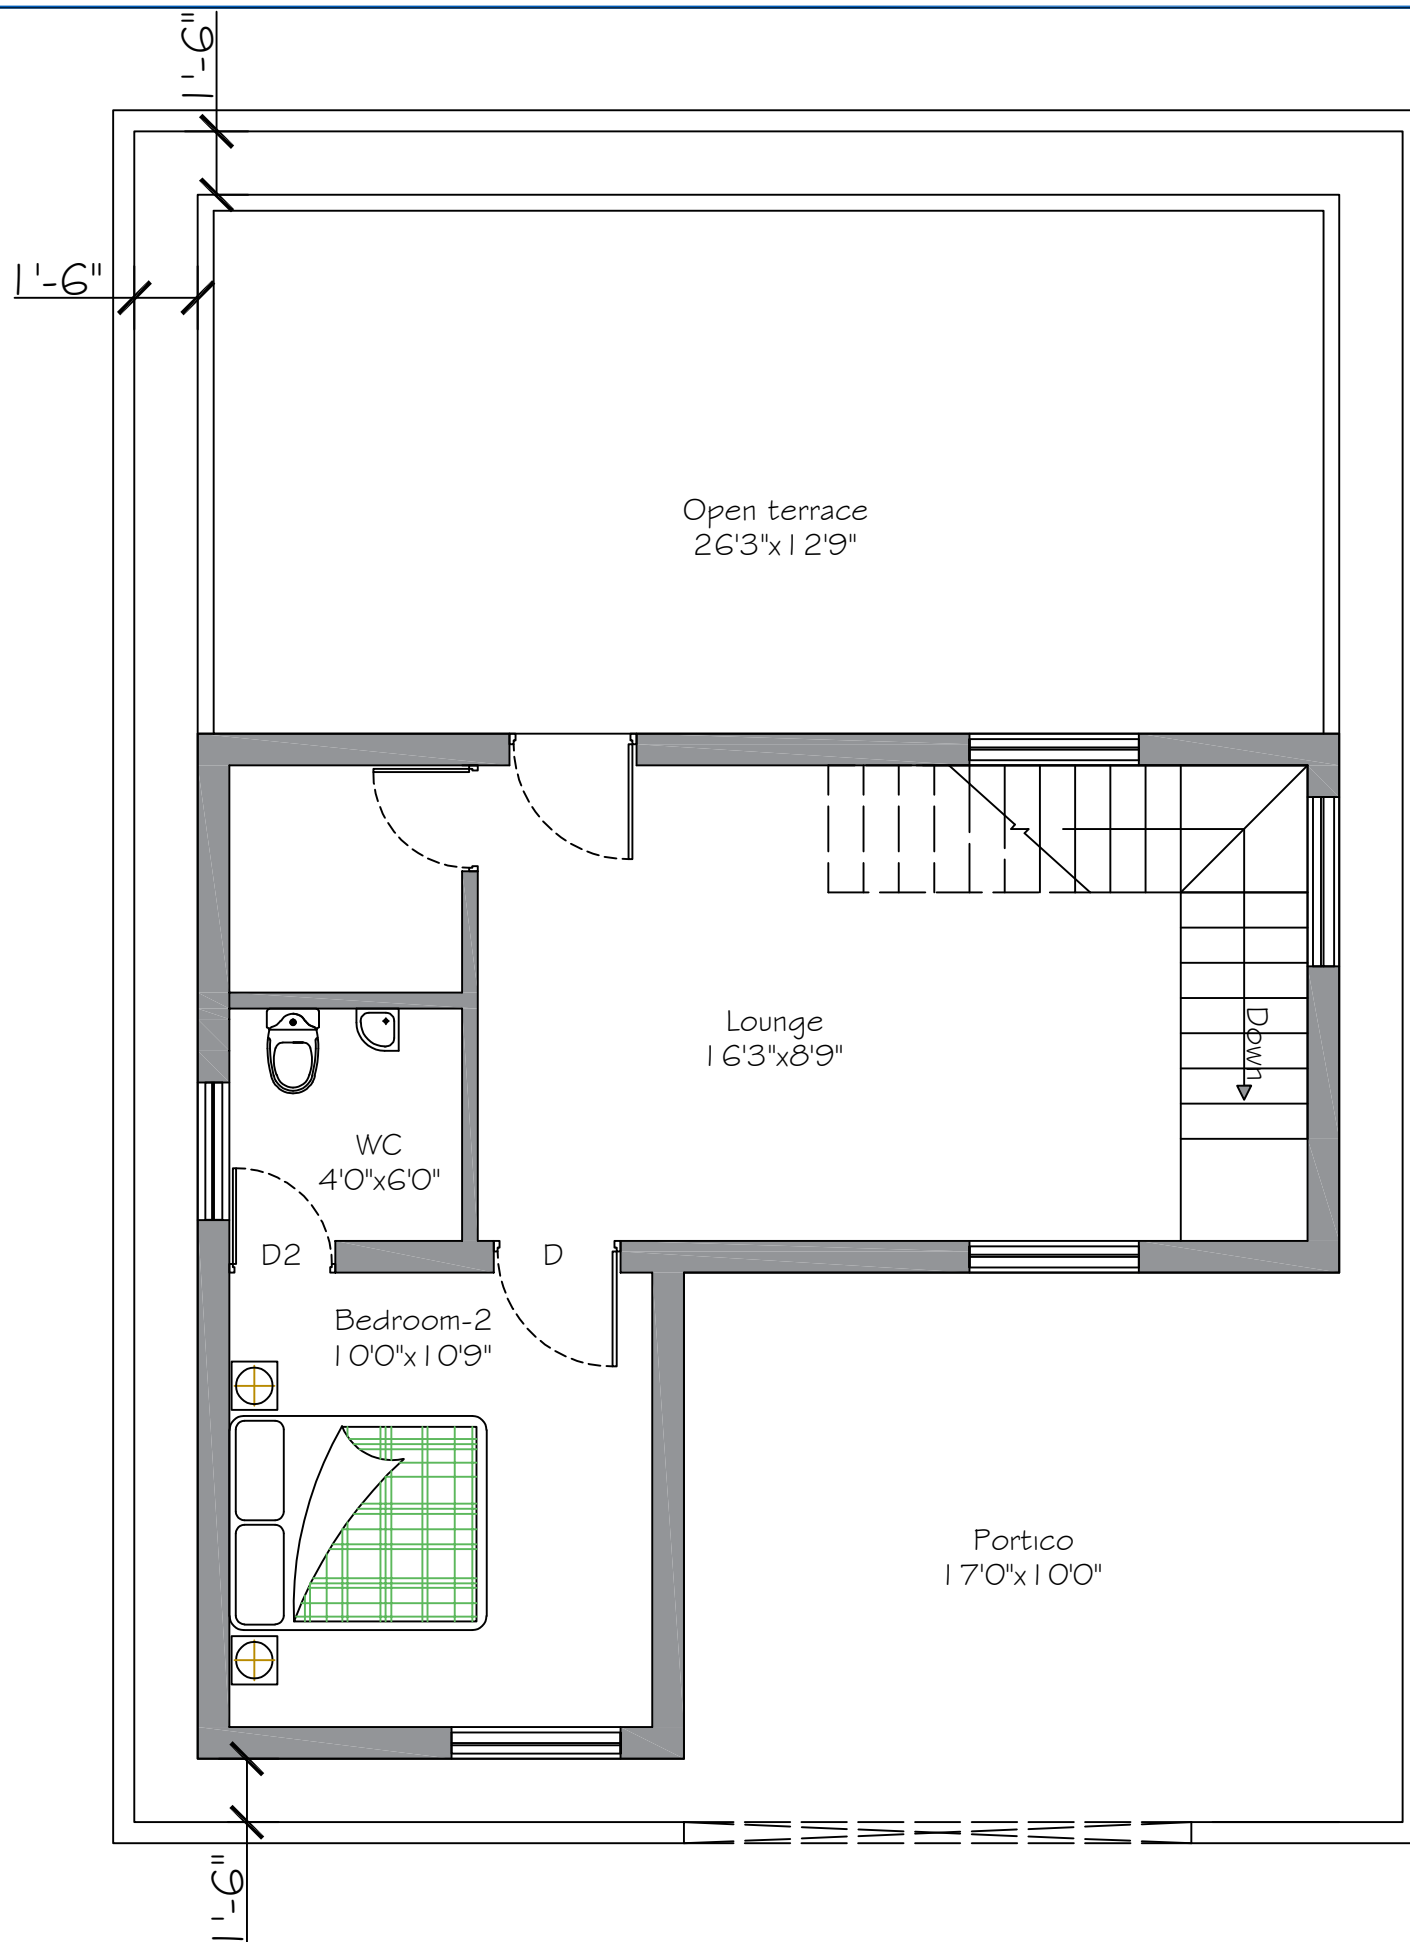 1'-6"
1'-6"
Open terrace
26'3"x12'9"
Lounge
16'3"x8'9"
Down
WC
4'0"x6'0"
D2
D
Bedroom-2
10'0"x10'9"
Portico
17'0"x10'0"
1'-6"